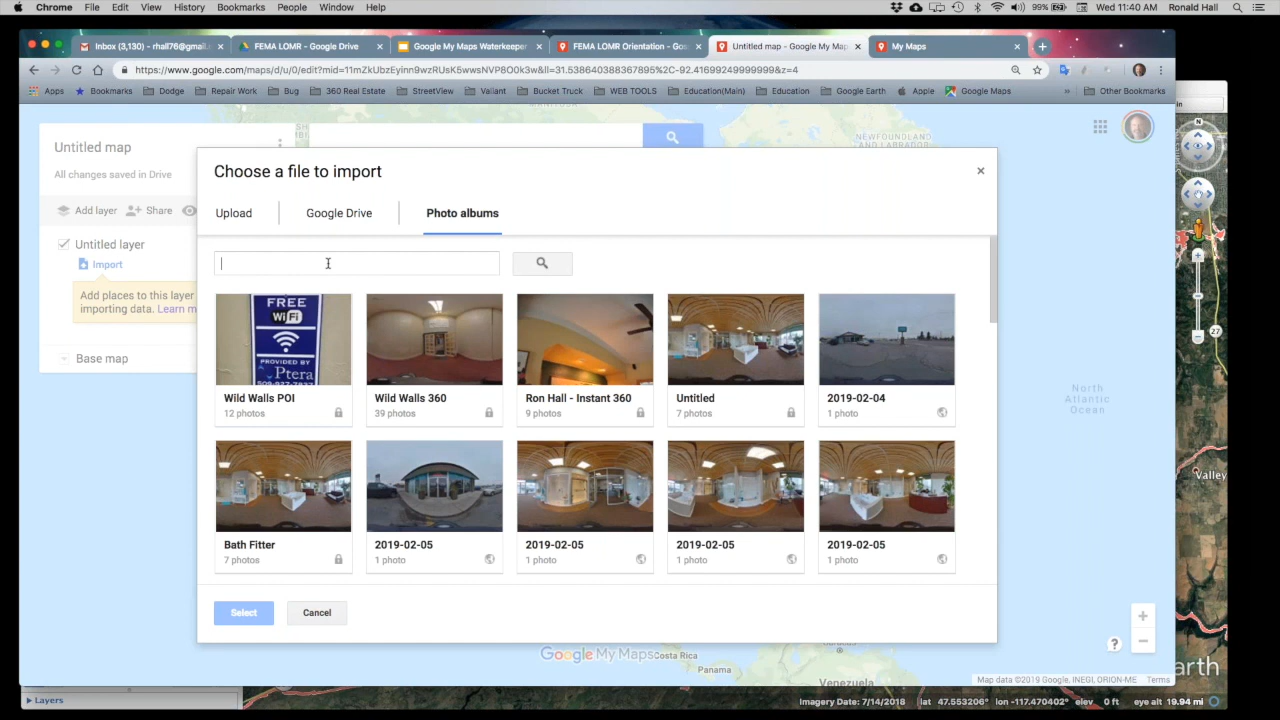 Chrome File Edit View History Bookmarks People Window Help 99% Wed 11:40 AM Ronald Hall
Inbox (3,130) - rhall76@gmail.c × FEMA LOMR - Google Drive × Google My Maps Waterkeeper × FEMA LOMR Orientation - Goo × Untitled map - Google My Map × My Maps ×
https://www.google.com/maps/d/u/0/edit?mid=11mZkUbzEyinn9wzRUsK5wwsNVP8O0k3w&ll=31.538640388367895%2C-92.41699249999999&z=4
Apps Bookmarks Dodge Repair Work Bug 360 Real Estate StreetView Valiant Bucket Truck WEB TOOLS Education(Main) Education Google Earth Apple Google Maps » Other Bookmarks
MANITOBA
NEWFOUNDLAND
AND LABRADOR
Untitled map
All changes saved in Drive
Add layer Share
Untitled layer
Import
Add places to this layer
importing data. Learn m
Base map
Choose a file to import ×
Upload Google Drive Photo albums
FREE
WiFi
PROVIDED BY
Ptera
Wild Walls POI Wild Walls 360 Ron Hall - Instant 360 Untitled 2019-02-04
12 photos 39 photos 9 photos 7 photos 1 photo
Bath Fitter 2019-02-05 2019-02-05 2019-02-05 2019-02-05
7 photos 1 photo 1 photo 1 photo 1 photo
Select Cancel
North
Atlantic
Ocean
in
N
27
Valley
Google My Maps
Costa Rica
Panama
Venezuela
?
Map data ©2019 Google, INEGI, ORION-ME Terms
arth
Layers
Imagery Date: 7/14/2018 lat 47.553206° lon -117.470402° elev 0 ft eye alt 19.94 mi